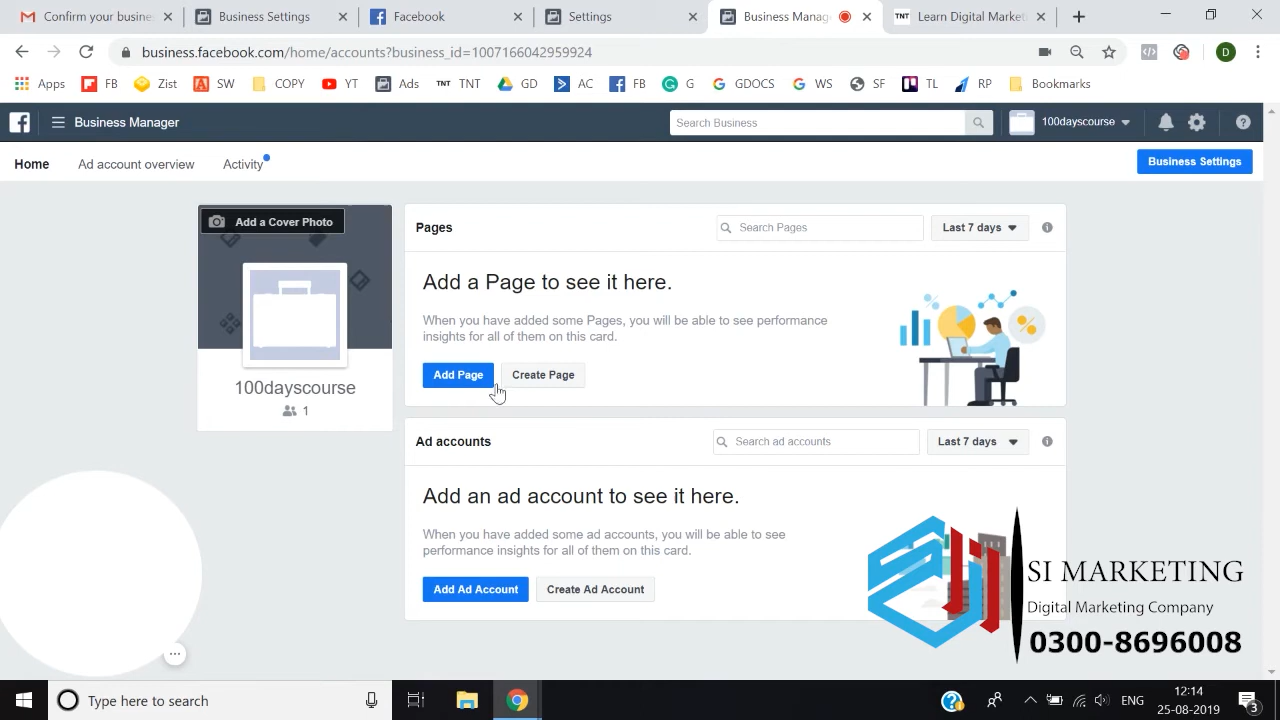 Confirm your busine
Business Settings
Facebook
Settings
Business Mana
TNT
Learn Digital Market
business.facebook.com/home/accounts?business_id=1007166042959924
D
Apps
FB
Zist
SW
COPY
YT
Ads
TNT
TNT
GD
AC
FB
G
GDOCS
WS
SF
TL
RP
Bookmarks
Business Manager
Search Business
100dayscourse
Home
Ad account overview
Activity
Business Settings
Add a Cover Photo
100dayscourse
1
Pages
Search Pages
Last 7 days
Add a Page to see it here.
When you have added some Pages, you will be able to see performance
insights for all of them on this card.
Add Page
Create Page
Ad accounts
Search ad accounts
Last 7 days
Add an ad account to see it here.
When you have added some ad accounts, you will be able to see
performance insights for all of them on this card.
Add Ad Account
Create Ad Account
SI MARKETING
Digital Marketing Company
0300-8696008
Type here to search
ENG
12:14
25-08-2019
3